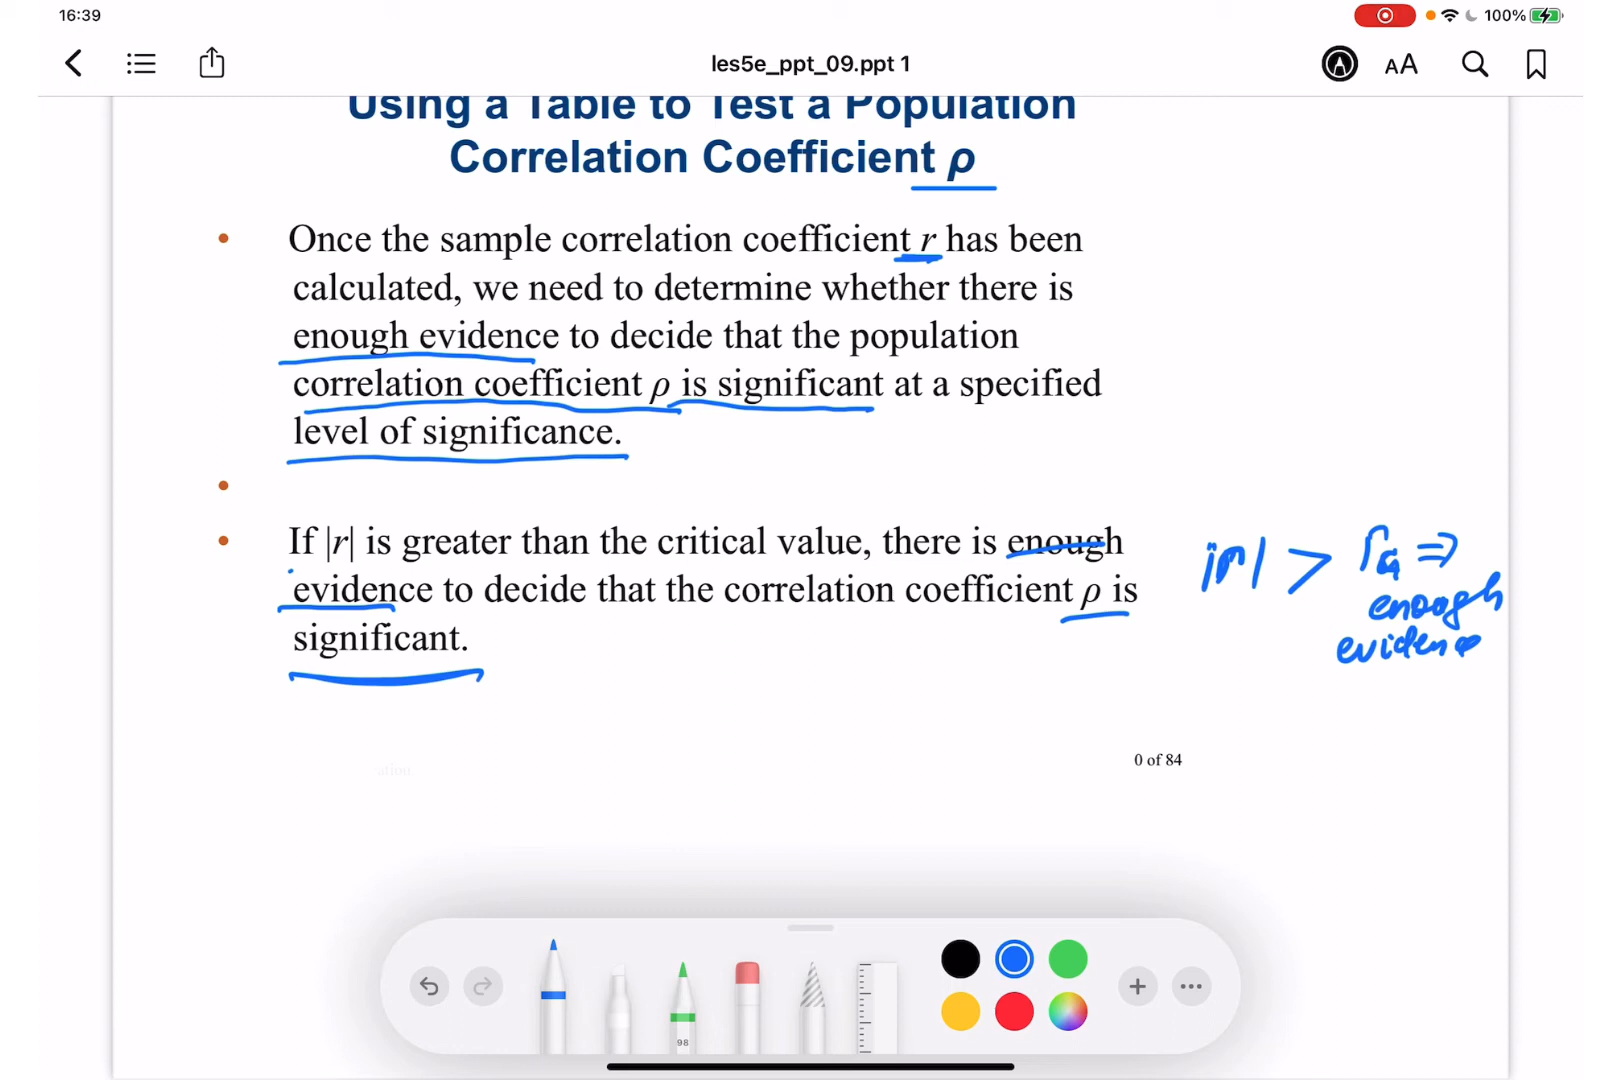 16:39
100%
les5e_ppt_09.ppt 1
AA
Using a Table to Test a Population
Correlation Coefficient ρ
• Once the sample correlation coefficient r has been
calculated, we need to determine whether there is
enough evidence to decide that the population
correlation coefficient ρ is significant at a specified
level of significance.
•
• If |r| is greater than the critical value, there is enough
evidence to decide that the correlation coefficient ρ is
significant.
|r| > r ⇒
enough
evidence
ation
0 of 84
98